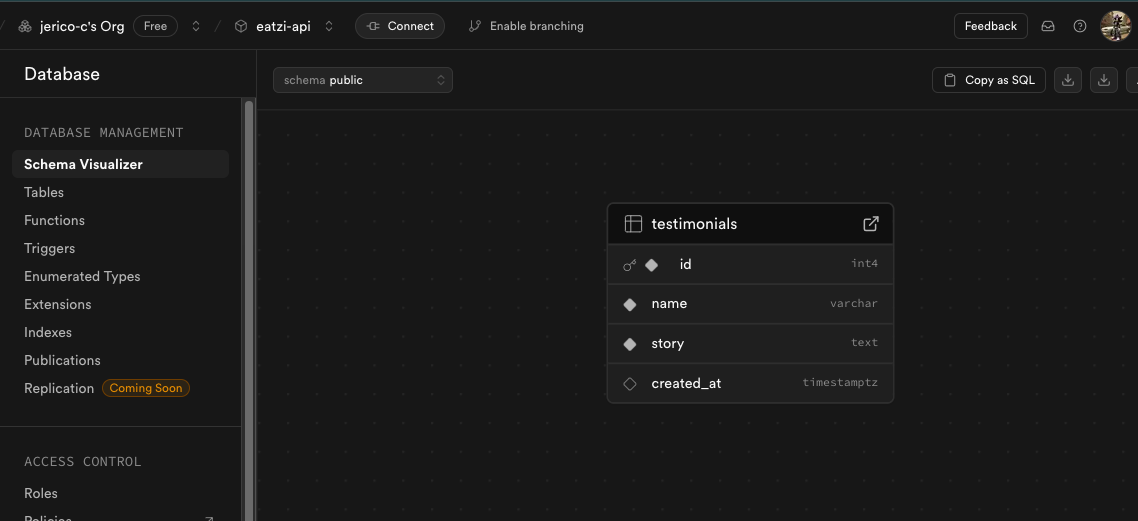 jerico-c's Org Free eatzi-api Connect Enable branching Feedback
Database
schema public Copy as SQL
DATABASE MANAGEMENT
Schema Visualizer
Tables
Functions
Triggers
Enumerated Types
Extensions
Indexes
Publications
Replication Coming Soon
ACCESS CONTROL
Roles
Policies
testimonials
id int4
name varchar
story text
created_at timestamptz